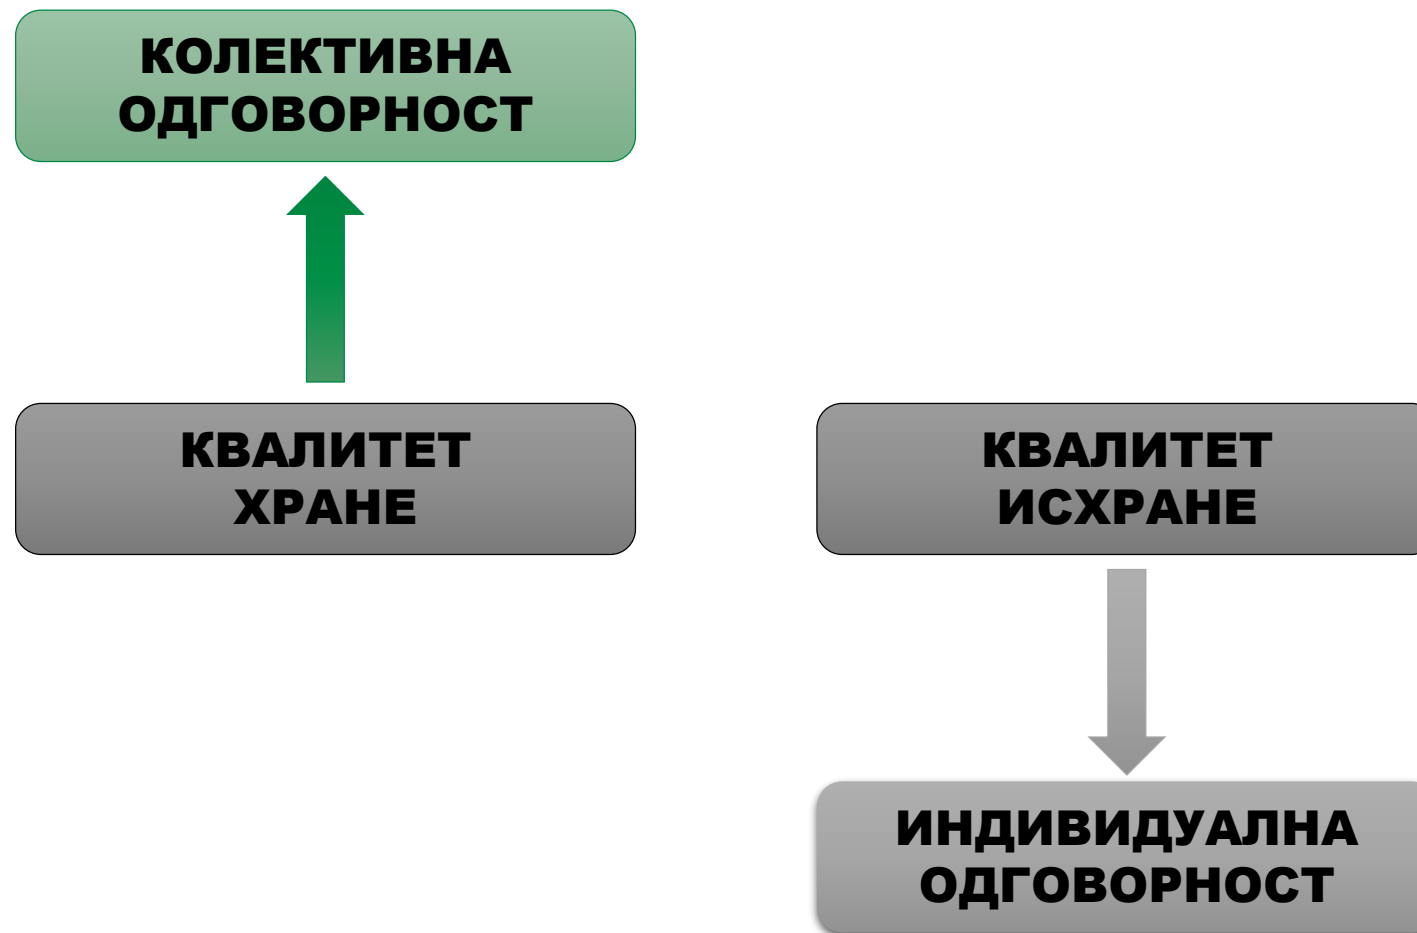 КОЛЕКТИВНА
ОДГОВОРНОСТ
КВАЛИТЕТ
ХРАНЕ
КВАЛИТЕТ
ИСХРАНЕ
ИНДИВИДУАЛНА
ОДГОВОРНОСТ